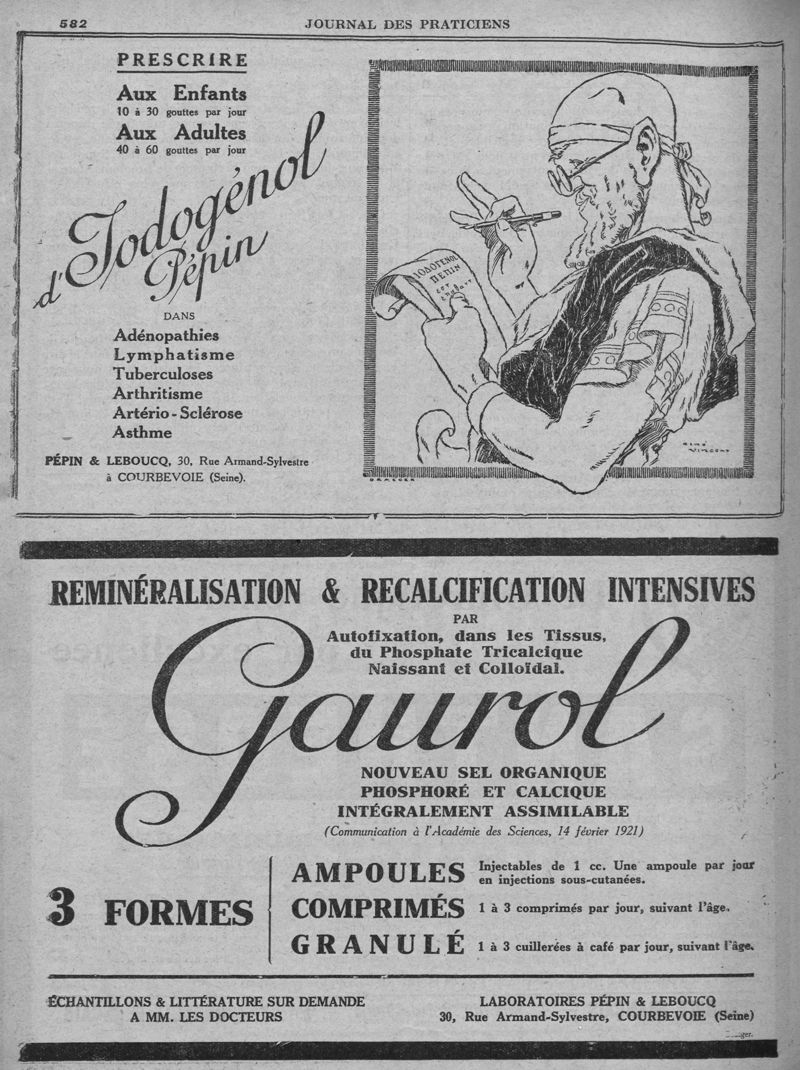 582
JOURNAL DES PRATICIENS
PRESCRIRE
Aux Enfants
10 à 30 gouttes par jour
Aux Adultes
40 à 60 gouttes par jour
d'Iodogénol
Pépin
DANS
Adénopathies
Lymphatisme
Tuberculoses
Arthritisme
Artério-Sclérose
Asthme
PÉPIN & LEBOUCQ, 30, Rue Armand-Sylvestre
à COURBEVOIE (Seine).
IODOGENOL
PEPIN
RENÉ
VINCENT
DRAEGER
REMINÉRALISATION & RECALCIFICATION INTENSIVES
PAR
Autofixation, dans les Tissus,
du Phosphate Tricalcique
Naissant et Colloïdal.
Gaurol
NOUVEAU SEL ORGANIQUE
PHOSPHORÉ ET CALCIQUE
INTÉGRALEMENT ASSIMILABLE
(Communication à l'Académie des Sciences, 14 février 1921)
3 FORMES
AMPOULES Injectables de 1 cc. Une ampoule par jour
en injections sous-cutanées.
COMPRIMÉS 1 à 3 comprimés par jour, suivant l'âge.
GRANULÉ 1 à 3 cuillerées à café par jour, suivant l'âge.
ÉCHANTILLONS & LITTÉRATURE SUR DEMANDE
A MM. LES DOCTEURS
LABORATOIRES PÉPIN & LEBOUCQ
30, Rue Armand-Sylvestre, COURBEVOIE (Seine)